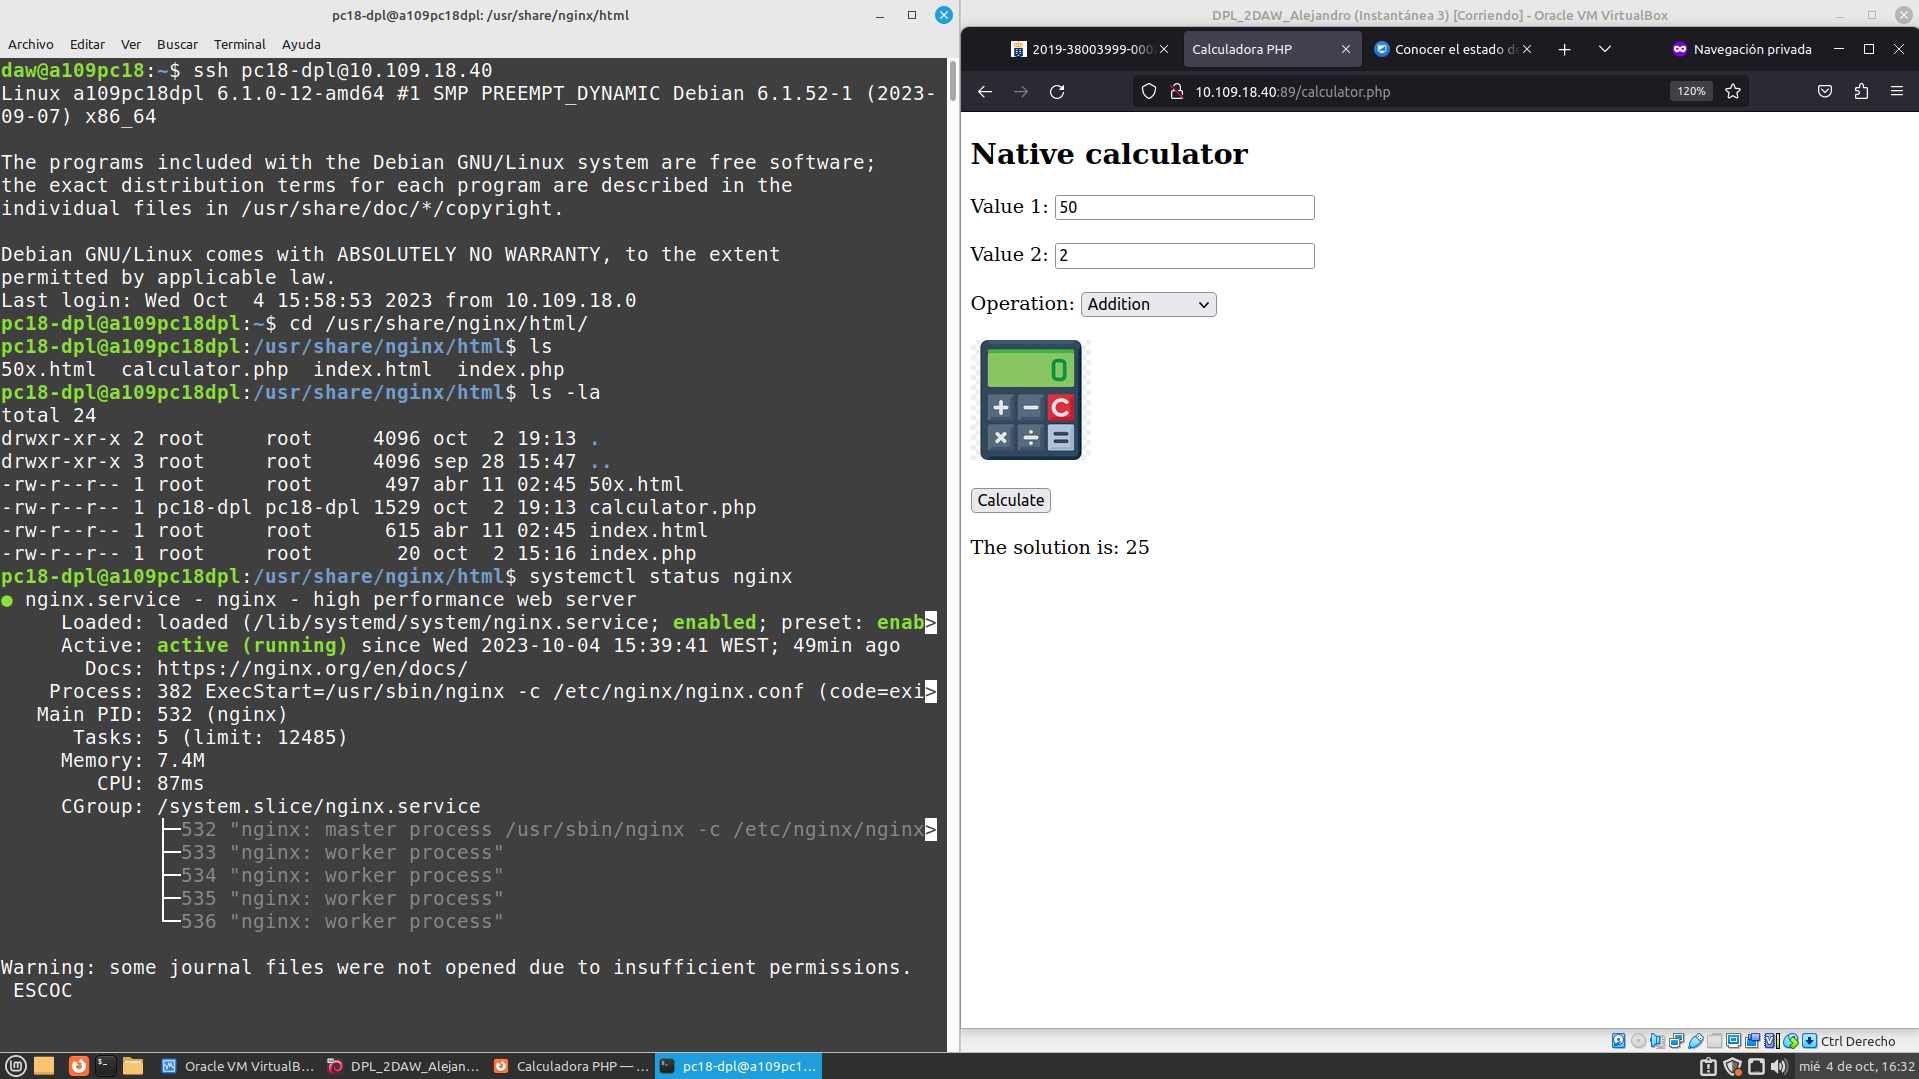 pc18-dpl@a109pc18dpl: /usr/share/nginx/html
Archivo Editar Ver Buscar Terminal Ayuda
daw@a109pc18:~$ ssh pc18-dpl@10.109.18.40
Linux a109pc18dpl 6.1.0-12-amd64 #1 SMP PREEMPT_DYNAMIC Debian 6.1.52-1 (2023-
09-07) x86_64
The programs included with the Debian GNU/Linux system are free software;
the exact distribution terms for each program are described in the
individual files in /usr/share/doc/*/copyright.
Debian GNU/Linux comes with ABSOLUTELY NO WARRANTY, to the extent
permitted by applicable law.
Last login: Wed Oct  4 15:58:53 2023 from 10.109.18.0
pc18-dpl@a109pc18dpl:~$ cd /usr/share/nginx/html/
pc18-dpl@a109pc18dpl:/usr/share/nginx/html$ ls
50x.html  calculator.php  index.html  index.php
pc18-dpl@a109pc18dpl:/usr/share/nginx/html$ ls -la
total 24
drwxr-xr-x 2 root     root     4096 oct  2 19:13 .
drwxr-xr-x 3 root     root     4096 sep 28 15:47 ..
-rw-r--r-- 1 root     root      497 abr 11 02:45 50x.html
-rw-r--r-- 1 pc18-dpl pc18-dpl 1529 oct  2 19:13 calculator.php
-rw-r--r-- 1 root     root      615 abr 11 02:45 index.html
-rw-r--r-- 1 root     root       20 oct  2 15:16 index.php
pc18-dpl@a109pc18dpl:/usr/share/nginx/html$ systemctl status nginx
● nginx.service - nginx - high performance web server
Loaded: loaded (/lib/systemd/system/nginx.service; enabled; preset: enab>
Active: active (running) since Wed 2023-10-04 15:39:41 WEST; 49min ago
Docs: https://nginx.org/en/docs/
Process: 382 ExecStart=/usr/sbin/nginx -c /etc/nginx/nginx.conf (code=exi>
Main PID: 532 (nginx)
Tasks: 5 (limit: 12485)
Memory: 7.4M
CPU: 87ms
CGroup: /system.slice/nginx.service
├─532 "nginx: master process /usr/sbin/nginx -c /etc/nginx/nginx>
├─533 "nginx: worker process"
├─534 "nginx: worker process"
├─535 "nginx: worker process"
└─536 "nginx: worker process"
Warning: some journal files were not opened due to insufficient permissions.
ESCOC
DPL_2DAW_Alejandro (Instantánea 3) [Corriendo] - Oracle VM VirtualBox
2019-38003999-000 Calculadora PHP Conocer el estado d Navegación privada
10.109.18.40:89/calculator.php 120%
Native calculator
Value 1: 50
Value 2: 2
Operation: Addition
0
+ − C
× ÷ =
Calculate
The solution is: 25
Ctrl Derecho
Oracle VM VirtualB... DPL_2DAW_Alejan... Calculadora PHP — ... pc18-dpl@a109pc1... mié 4 de oct, 16:32